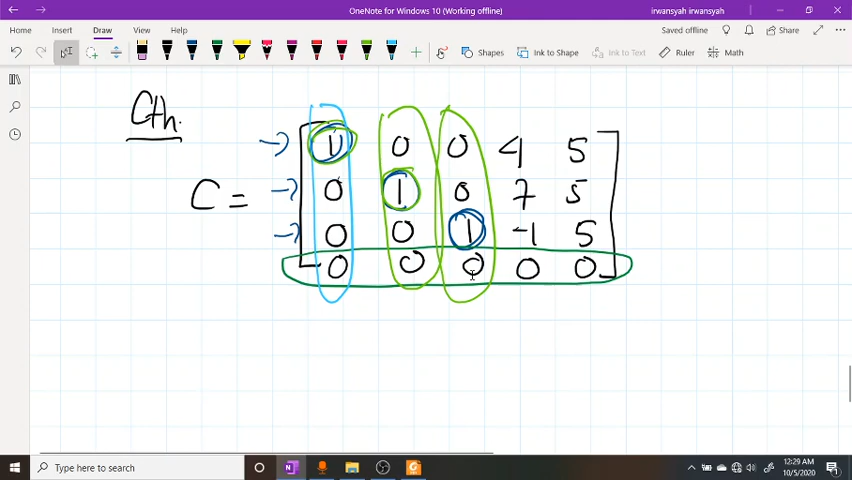 OneNote for Windows 10 (Working offline)
irwansyah irwansyah
Home Insert Draw View Help
Saved offline Share
Shapes Ink to Shape Ink to Text Ruler Math
Cth.
1 0 0 4 5
C = 0 1 0 7 5
0 0 1 -1 5
0 0 0 0 0
Type here to search
12:29 AM
10/5/2020